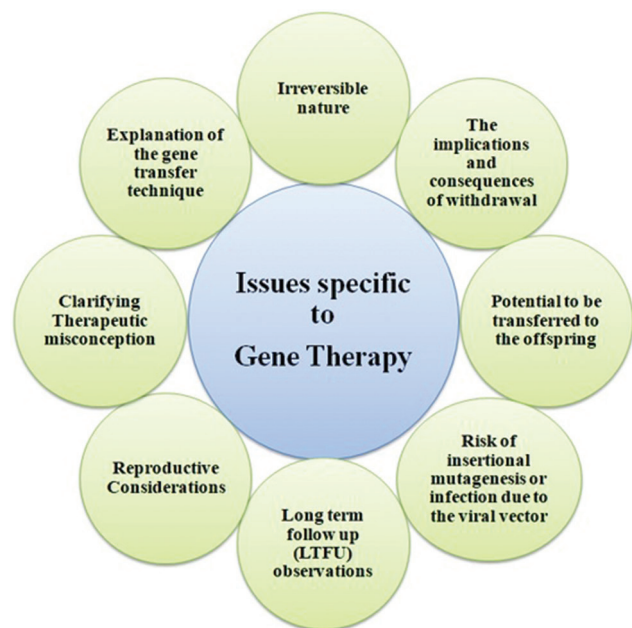 Issues specific
to
Gene Therapy
Irreversible
nature
The
implications
and
consequences
of withdrawal
Potential to be
transferred to
the offspring
Risk of
insertional
mutagenesis or
infection due to
the viral vector
Long term
follow up
(LTFU)
observations
Reproductive
Considerations
Clarifying
Therapeutic
misconception
Explanation of
the gene
transfer
technique